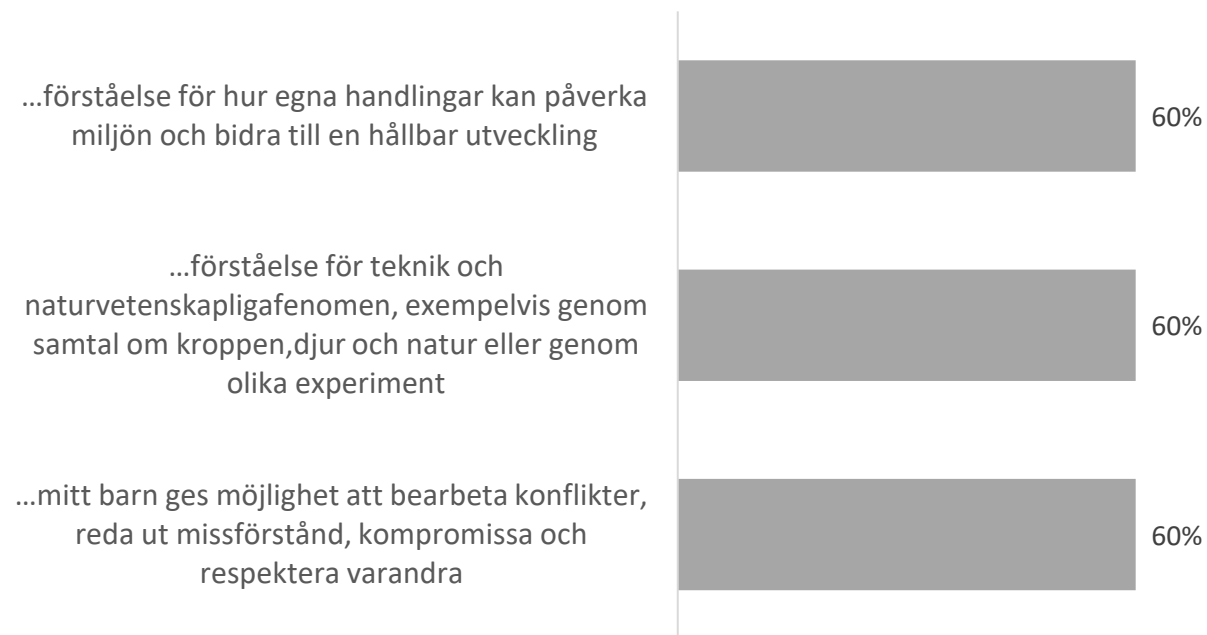 …förståelse för hur egna handlingar kan påverka
miljön och bidra till en hållbar utveckling
60%
…förståelse för teknik och
naturvetenskapligafenomen, exempelvis genom
samtal om kroppen,djur och natur eller genom
olika experiment
60%
…mitt barn ges möjlighet att bearbeta konflikter,
reda ut missförstånd, kompromissa och
respektera varandra
60%